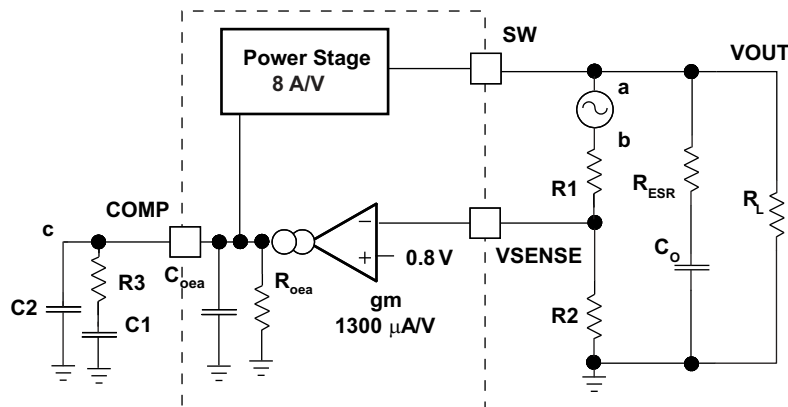 SW
VOUT
Power Stage
8 A/V
a
b
R1
RESR
RL
COMP
c
VSENSE
0.8 V
Coea
Roea
R3
C2
C1
gm
1300 μA/V
CO
R2
−
+